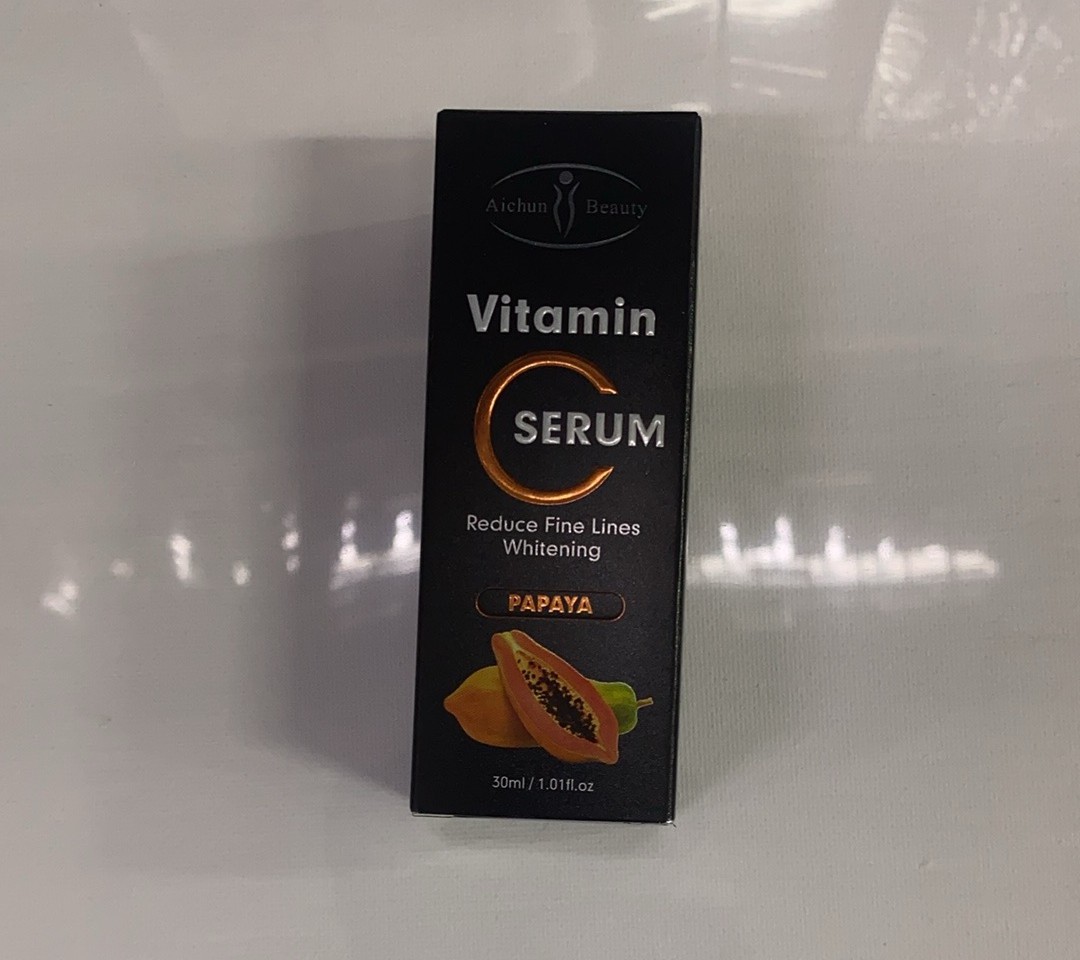 Aichun Beauty
Vitamin
C
SERUM
Reduce Fine Lines
Whitening
PAPAYA
30ml / 1.01fl.oz